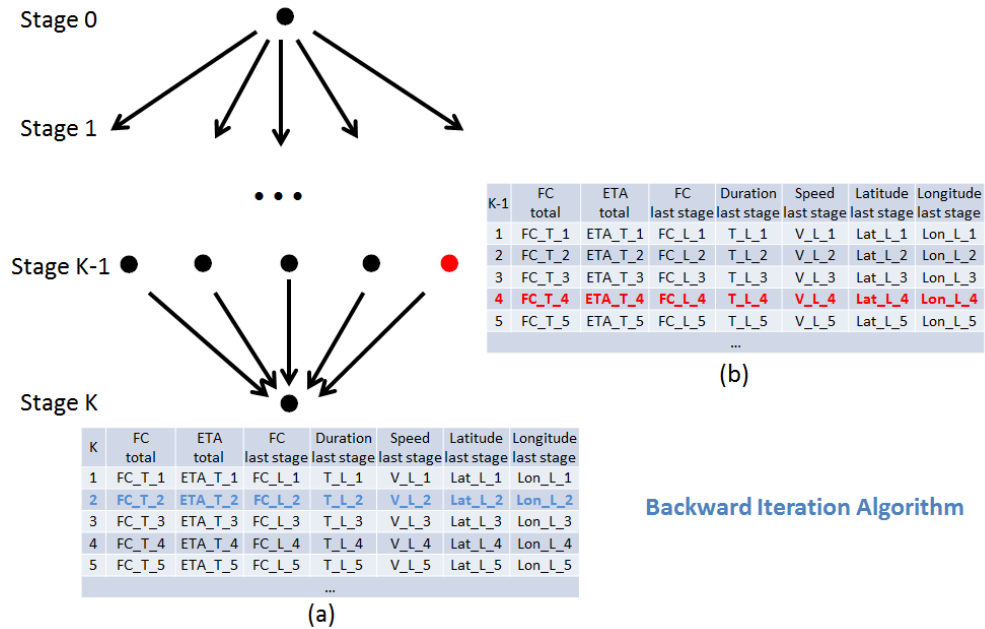 Stage 0
Stage 1
...
Stage K-1
Stage K
K-1 FC total ETA total FC last stage Duration last stage Speed last stage Latitude last stage Longitude last stage
1 FC_T_1 ETA_T_1 FC_L_1 T_L_1 V_L_1 Lat_L_1 Lon_L_1
2 FC_T_2 ETA_T_2 FC_L_2 T_L_2 V_L_2 Lat_L_2 Lon_L_2
3 FC_T_3 ETA_T_3 FC_L_3 T_L_3 V_L_3 Lat_L_3 Lon_L_3
4 FC_T_4 ETA_T_4 FC_L_4 T_L_4 V_L_4 Lat_L_4 Lon_L_4
5 FC_T_5 ETA_T_5 FC_L_5 T_L_5 V_L_5 Lat_L_5 Lon_L_5
...
(b)
K FC total ETA total FC last stage Duration last stage Speed last stage Latitude last stage Longitude last stage
1 FC_T_1 ETA_T_1 FC_L_1 T_L_1 V_L_1 Lat_L_1 Lon_L_1
2 FC_T_2 ETA_T_2 FC_L_2 T_L_2 V_L_2 Lat_L_2 Lon_L_2
3 FC_T_3 ETA_T_3 FC_L_3 T_L_3 V_L_3 Lat_L_3 Lon_L_3
4 FC_T_4 ETA_T_4 FC_L_4 T_L_4 V_L_4 Lat_L_4 Lon_L_4
5 FC_T_5 ETA_T_5 FC_L_5 T_L_5 V_L_5 Lat_L_5 Lon_L_5
...
(a)
Backward Iteration Algorithm